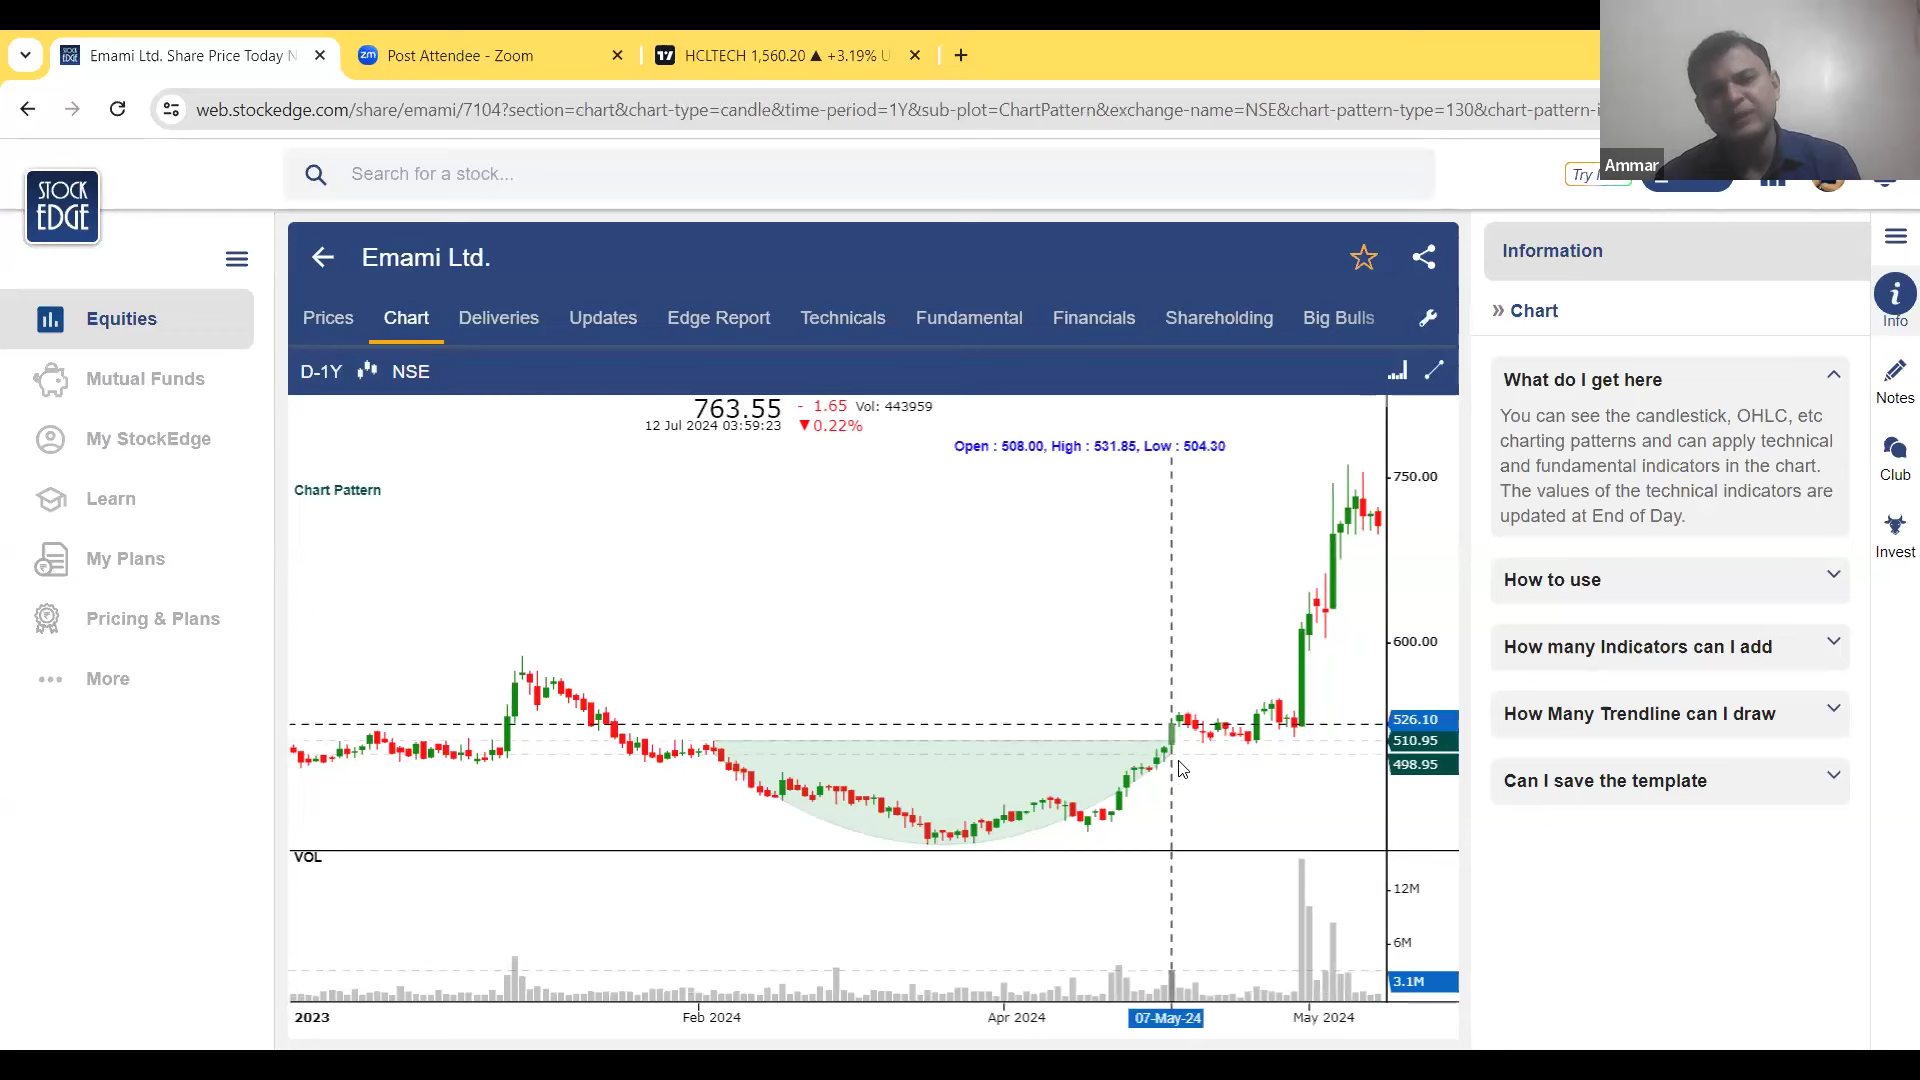 Emami Ltd. Share Price Today N
Post Attendee - Zoom
HCLTECH 1,560.20 ▲ +3.19% U
web.stockedge.com/share/emami/7104?section=chart&chart-type=candle&time-period=1Y&sub-plot=ChartPattern&exchange-name=NSE&chart-pattern-type=130&chart-pattern-i
Ammar
STOCK
EDGE
Search for a stock...
Try
Equities
Mutual Funds
My StockEdge
Learn
My Plans
Pricing & Plans
More
Emami Ltd.
Prices Chart Deliveries Updates Edge Report Technicals Fundamental Financials Shareholding Big Bulls
D-1Y NSE
763.55 - 1.65 Vol: 443959
12 Jul 2024 03:59:23 ▼0.22%
Open : 508.00, High : 531.85, Low : 504.30
Chart Pattern
750.00
600.00
526.10
510.95
498.95
VOL
12M
6M
3.1M
2023 Feb 2024 Apr 2024 07-May-24 May 2024
Information
» Chart
What do I get here
You can see the candlestick, OHLC, etc
charting patterns and can apply technical
and fundamental indicators in the chart.
The values of the technical indicators are
updated at End of Day.
How to use
How many Indicators can I add
How Many Trendline can I draw
Can I save the template
Info
Notes
Club
Invest